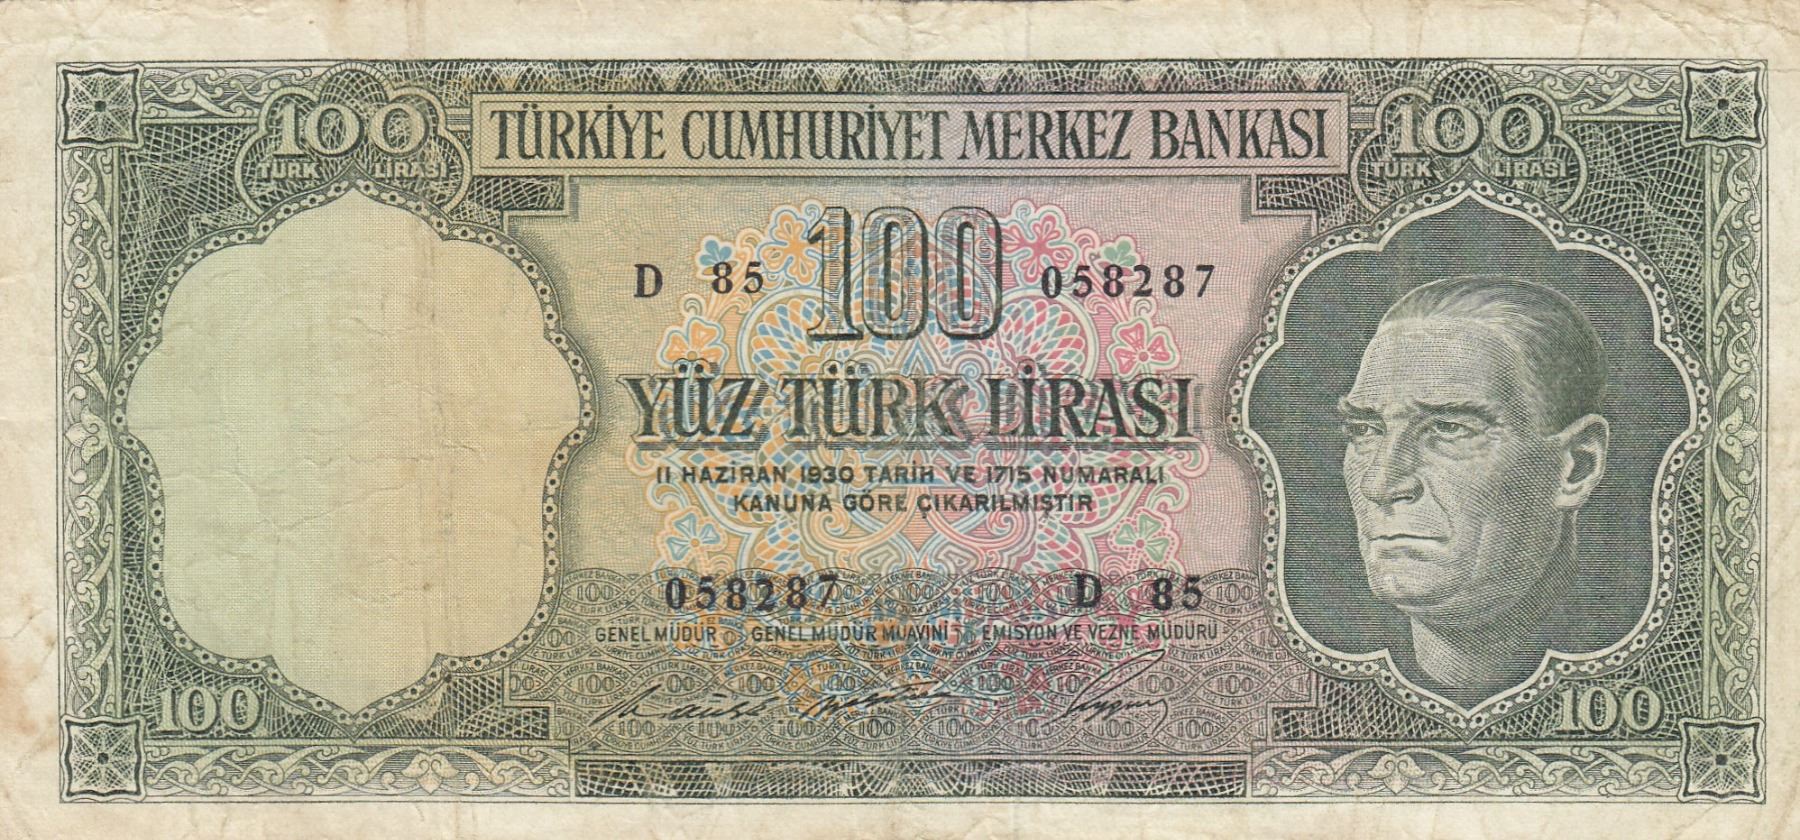 100 TÜRK LİRASI
TÜRKİYE CUMHURİYET MERKEZ BANKASI
100 TÜRK LİRASI
100
D 85 058287
YÜZ TÜRK LİRASI
11 HAZİRAN 1930 TARİH VE 1715 NUMARALI
KANUNA GÖRE ÇIKARILMIŞTIR
058287 D 85
GENEL MÜDÜR GENEL MÜDÜR MUAVİNİ EMİSYON VE VEZNE MÜDÜRÜ
100 100